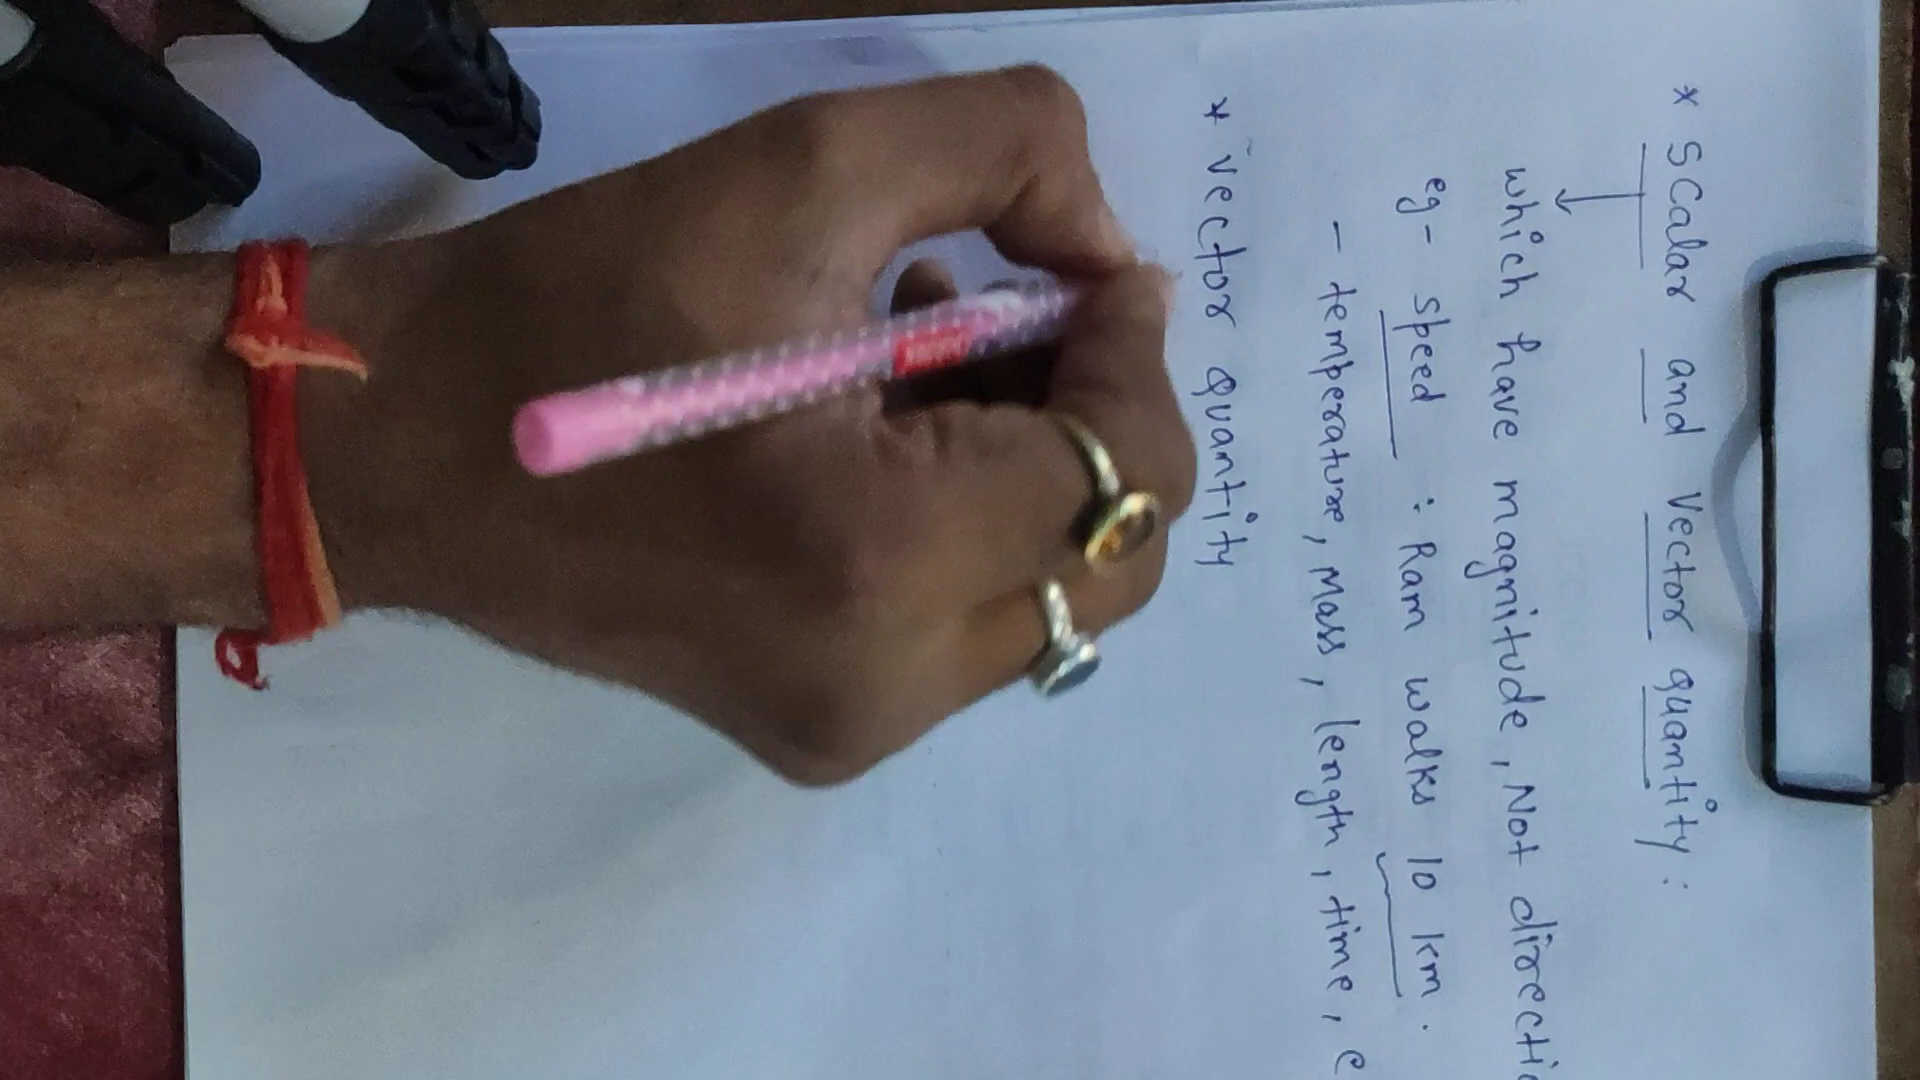 * Scalar and Vector quantity :
which have magnitude, Not directi
eg- speed : Ram walks 10 km.
- temperature, Mass, length, time, e
* Vector quantity